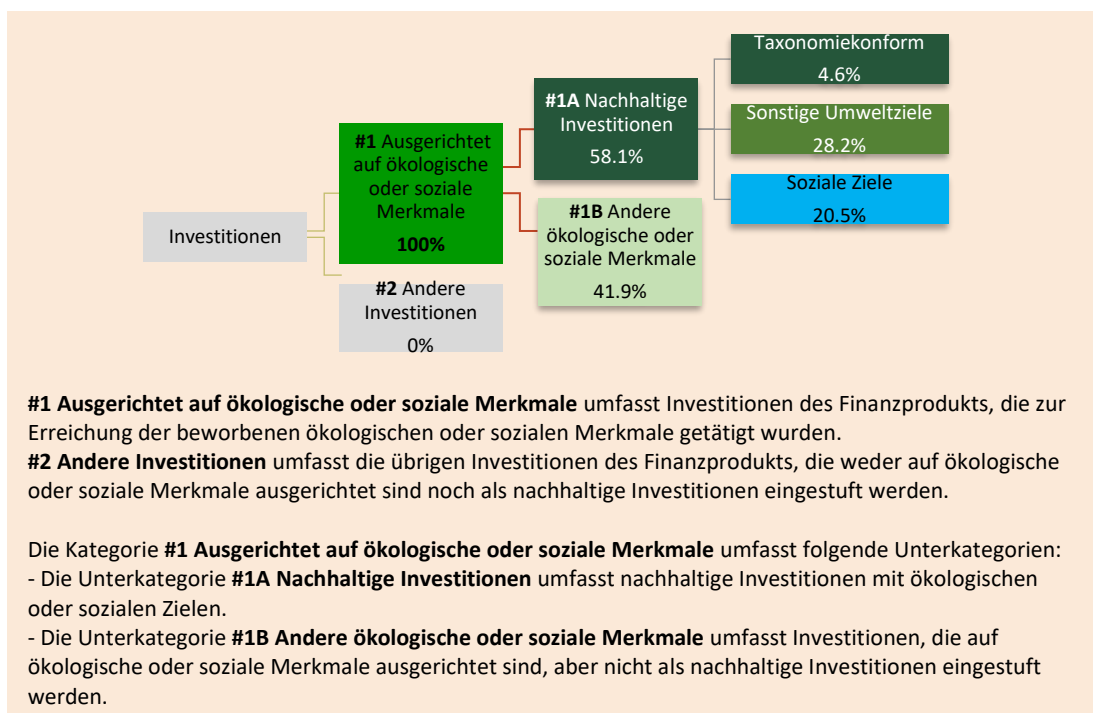 Investitionen
#1 Ausgerichtet
auf ökologische
oder soziale
Merkmale
100%
#2 Andere
Investitionen
0%
#1A Nachhaltige
Investitionen
58.1%
#1B Andere
ökologische oder
soziale Merkmale
41.9%
Taxonomiekonform
4.6%
Sonstige Umweltziele
28.2%
Soziale Ziele
20.5%
#1 Ausgerichtet auf ökologische oder soziale Merkmale umfasst Investitionen des Finanzprodukts, die zur
Erreichung der beworbenen ökologischen oder sozialen Merkmale getätigt wurden.
#2 Andere Investitionen umfasst die übrigen Investitionen des Finanzprodukts, die weder auf ökologische
oder soziale Merkmale ausgerichtet sind noch als nachhaltige Investitionen eingestuft werden.
Die Kategorie #1 Ausgerichtet auf ökologische oder soziale Merkmale umfasst folgende Unterkategorien:
- Die Unterkategorie #1A Nachhaltige Investitionen umfasst nachhaltige Investitionen mit ökologischen
oder sozialen Zielen.
- Die Unterkategorie #1B Andere ökologische oder soziale Merkmale umfasst Investitionen, die auf
ökologische oder soziale Merkmale ausgerichtet sind, aber nicht als nachhaltige Investitionen eingestuft
werden.